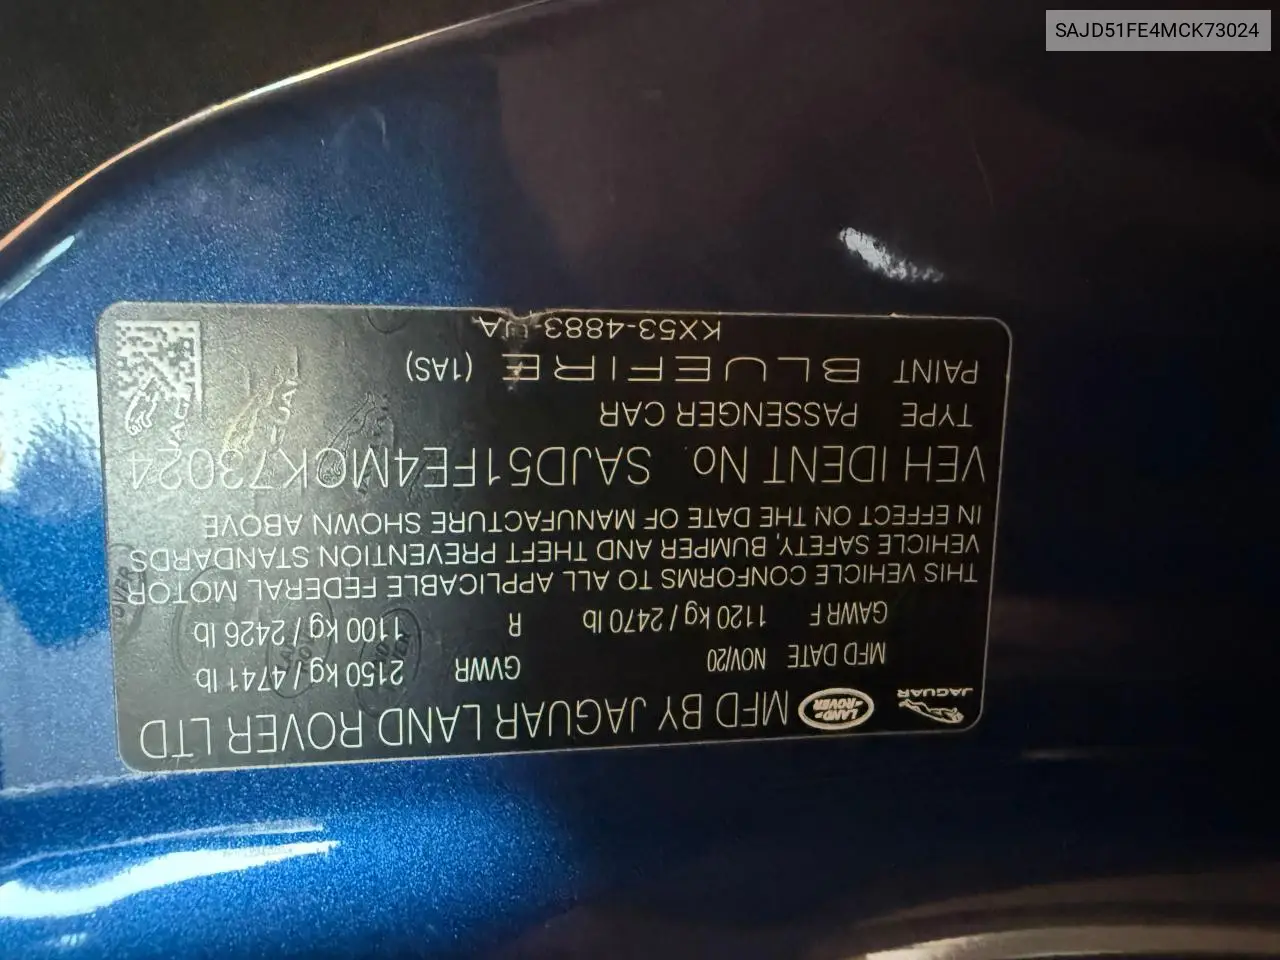 SAJD51FE4MCK73024
JAGUAR LAND ROVER MFD BY JAGUAR LAND ROVER LTD
MFD DATE NOV/20 GVWR 2150 kg / 4741 lb
GAWR F 1120 kg / 2470 lb R 1100 kg / 2426 lb
THIS VEHICLE CONFORMS TO ALL APPLICABLE FEDERAL MOTOR
VEHICLE SAFETY, BUMPER AND THEFT PREVENTION STANDARDS
IN EFFECT ON THE DATE OF MANUFACTURE SHOWN ABOVE
VEH IDENT No. SAJD51FE4MCK73024
TYPE PASSENGER CAR
PAINT BLUEFIRE (1AS)